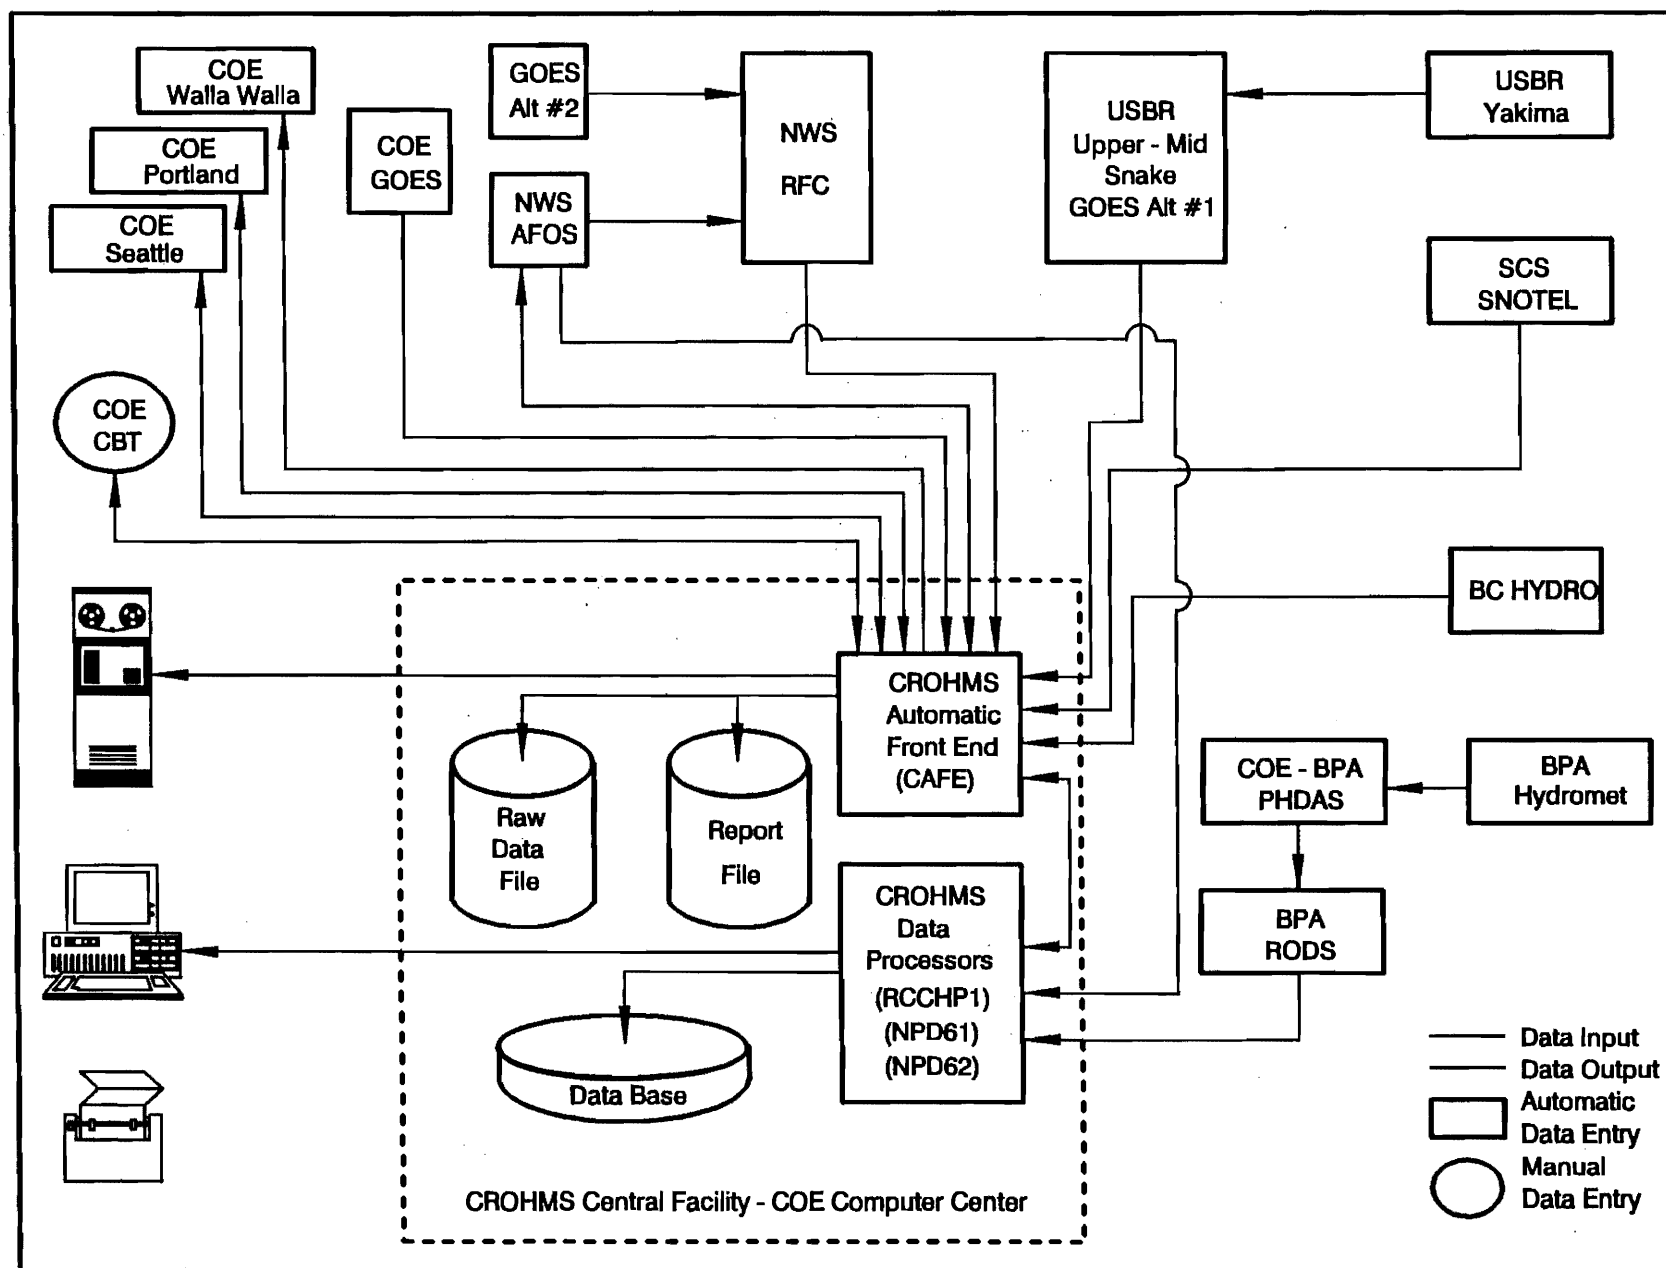 COE
Walla Walla
COE
Portland
COE
Seattle
COE
GOES
GOES
Alt #2
NWS
AFOS
NWS
RFC
USBR
Upper - Mid
Snake
GOES Alt #1
USBR
Yakima
SCS
SNOTEL
COE
CBT
BC HYDRO
CROHMS
Automatic
Front End
(CAFE)
Raw
Data
File
Report
File
COE - BPA
PHDAS
BPA
Hydromet
CROHMS
Data
Processors
(RCCHP1)
(NPD61)
(NPD62)
BPA
RODS
Data Base
Data Input
Data Output
Automatic
Data Entry
Manual
Data Entry
CROHMS Central Facility - COE Computer Center